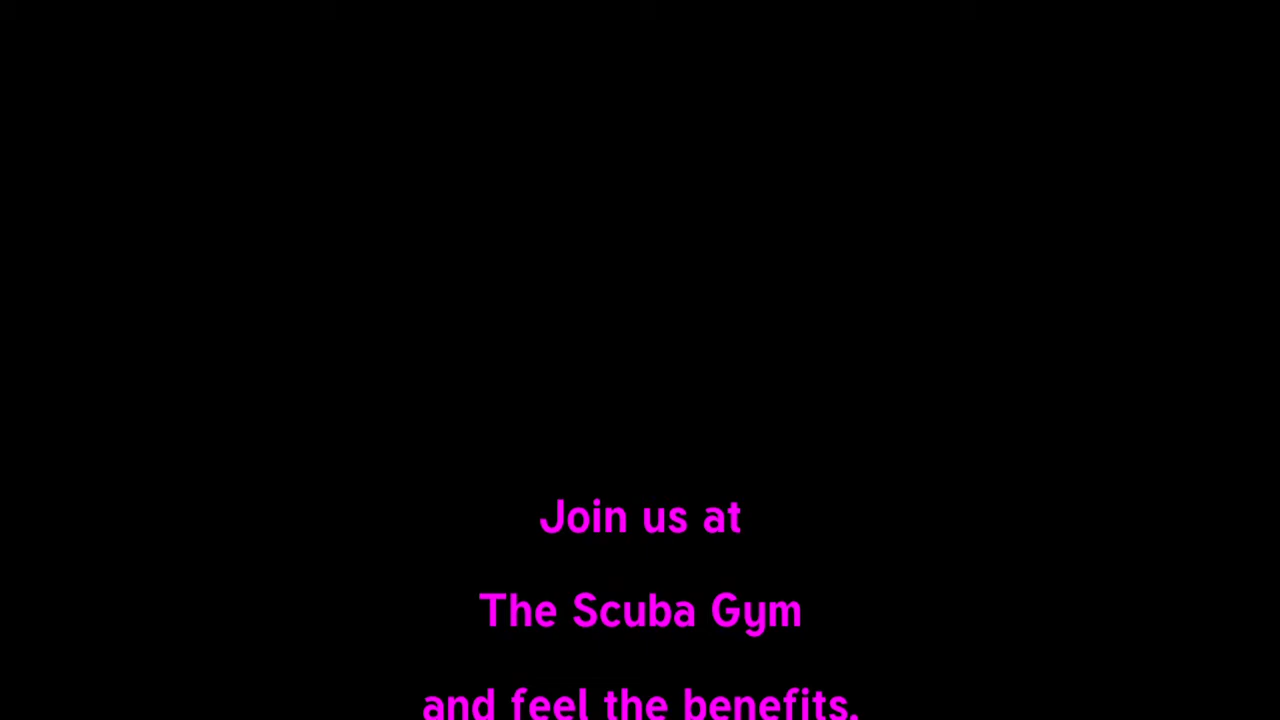 Join us at
The Scuba Gym
and feel the benefits.